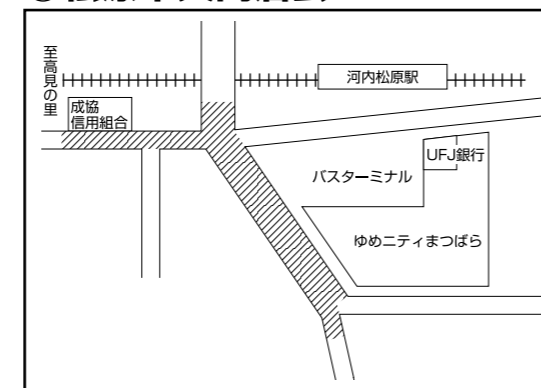 至高見の里
河内松原駅
成協
信用組合
UFJ銀行
バスターミナル
ゆめニティまつばら